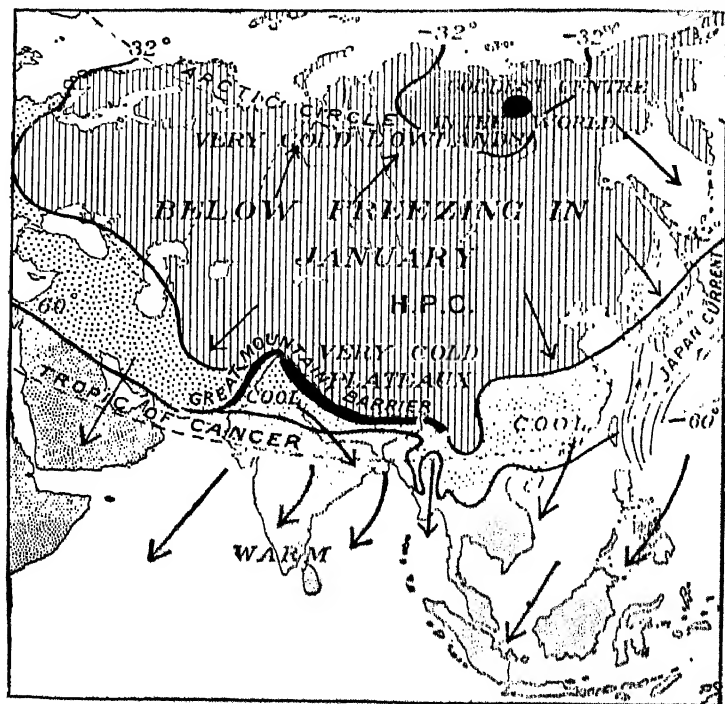 32°
-32°
-32°
ARCTIC CIRCLE
COLDEST CENTRE
IN THE WORLD
VERY COLD LOWLANDS
BELOW FREEZING IN
JANUARY
H.P.C.
JAPAN CURRENT
60°
VERY COLD
PLATEAUX
GREAT MOUNTAIN BARRIER
COOL
COOL
60°
TROPIC OF CANCER
WARM